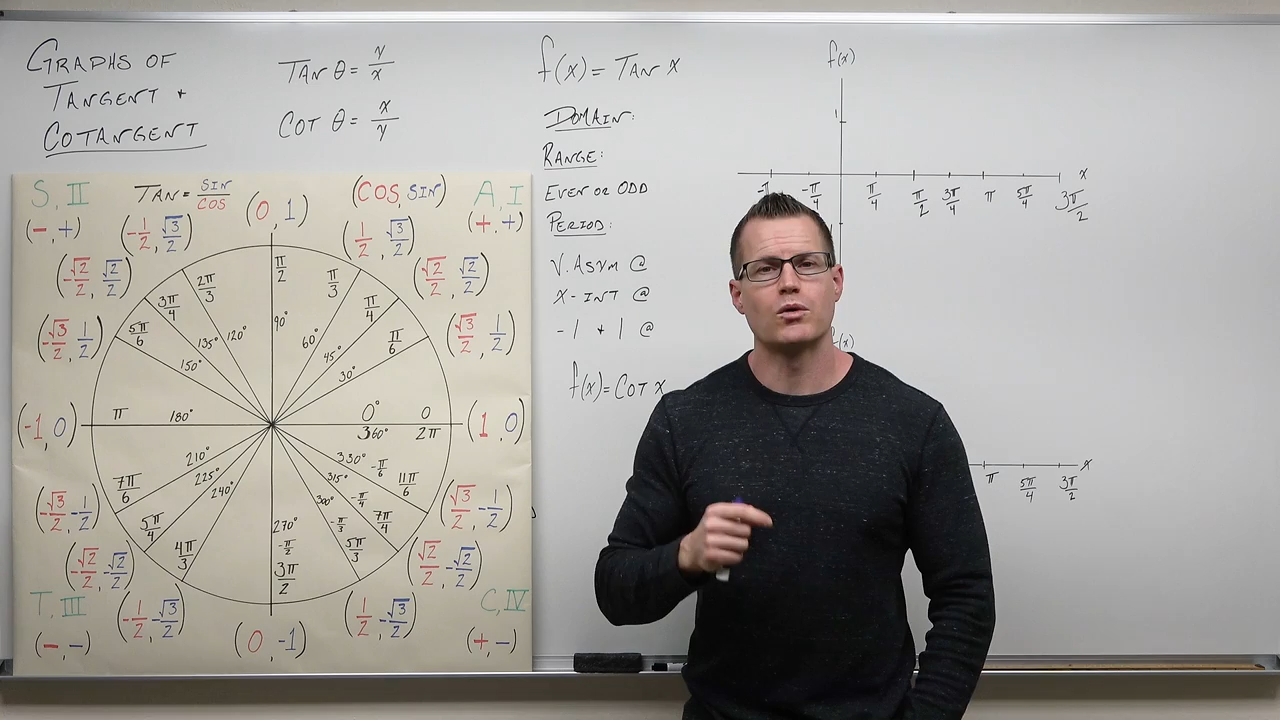 GRAPHS OF
TANGENT +
COTANGENT
TAN θ = y/x
COT θ = x/y
f(x) = TAN x
DOMAIN:
RANGE:
EVEN OR ODD
PERIOD:
V. ASYM @
X-INT @
-1 + 1 @
f(x) = COT x
f(x)
1
x
-π/4 π/4 π/2 3π/4 π 5π/4 3π/2
(x)
x
π 5π/4 3π/2
S, II
TAN = SIN/COS
(COS, SIN)
A, I
(-, +)
(+, +)
(0, 1)
(-1/2, √3/2)
(1/2, √3/2)
(-√2/2, √2/2)
(√2/2, √2/2)
(-√3/2, 1/2)
(√3/2, 1/2)
π/2
2π/3
π/3
3π/4
π/4
5π/6
π/6
90°
120°
60°
135°
45°
150°
30°
(-1, 0)
π
180°
0°
0
360°
2π
(1, 0)
210°
330°
-π/6
225°
315°
-π/4
240°
300°
-π/3
7π/6
11π/6
5π/4
7π/4
4π/3
5π/3
270°
-π/2
3π/2
(-√3/2, -1/2)
(√3/2, -1/2)
(-√2/2, -√2/2)
(√2/2, -√2/2)
(-1/2, -√3/2)
(1/2, -√3/2)
T, III
C, IV
(-, -)
(0, -1)
(+, -)